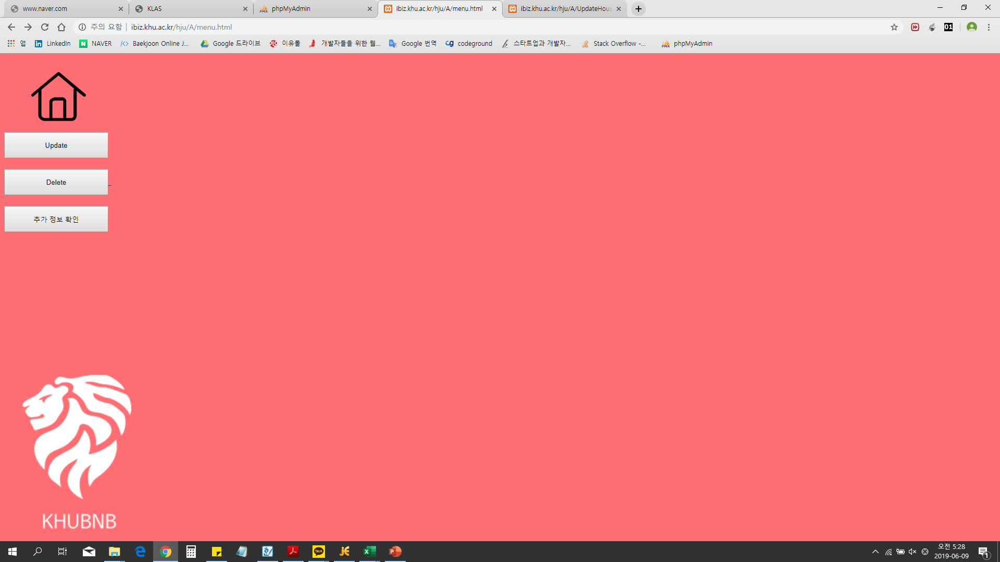 www.naver.com
KLAS
phpMyAdmin
ibiz.khu.ac.kr/hju/A/menu.html
ibiz.khu.ac.kr/hju/A/UpdateHous
주의 요함
ibiz.khu.ac.kr/hju/A/menu.html
01
앱
LinkedIn
NAVER
Baekjoon Online J...
Google 드라이브
이유몰
개발자들을 위한 웹...
Google 번역
codeground
스타트업과 개발자...
Stack Overflow -...
phpMyAdmin
Update
Delete
추가 정보 확인
KHUBNB
TALK
오전 5:28
2019-06-09
1